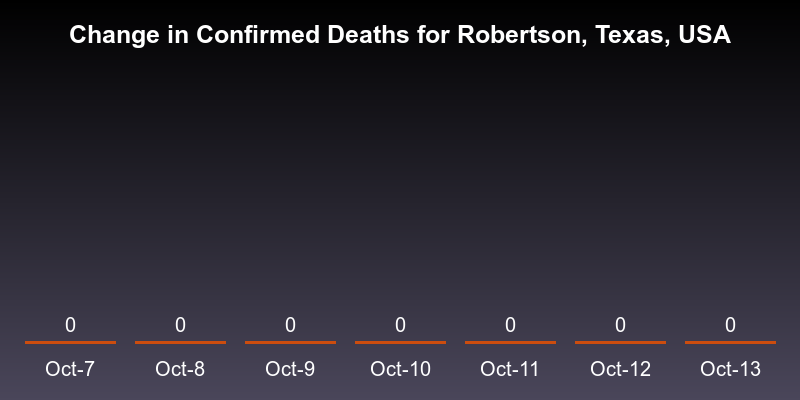 Change in Confirmed Deaths for Robertson, Texas, USA
0 0 0 0 0 0 0
Oct-7 Oct-8 Oct-9 Oct-10 Oct-11 Oct-12 Oct-13